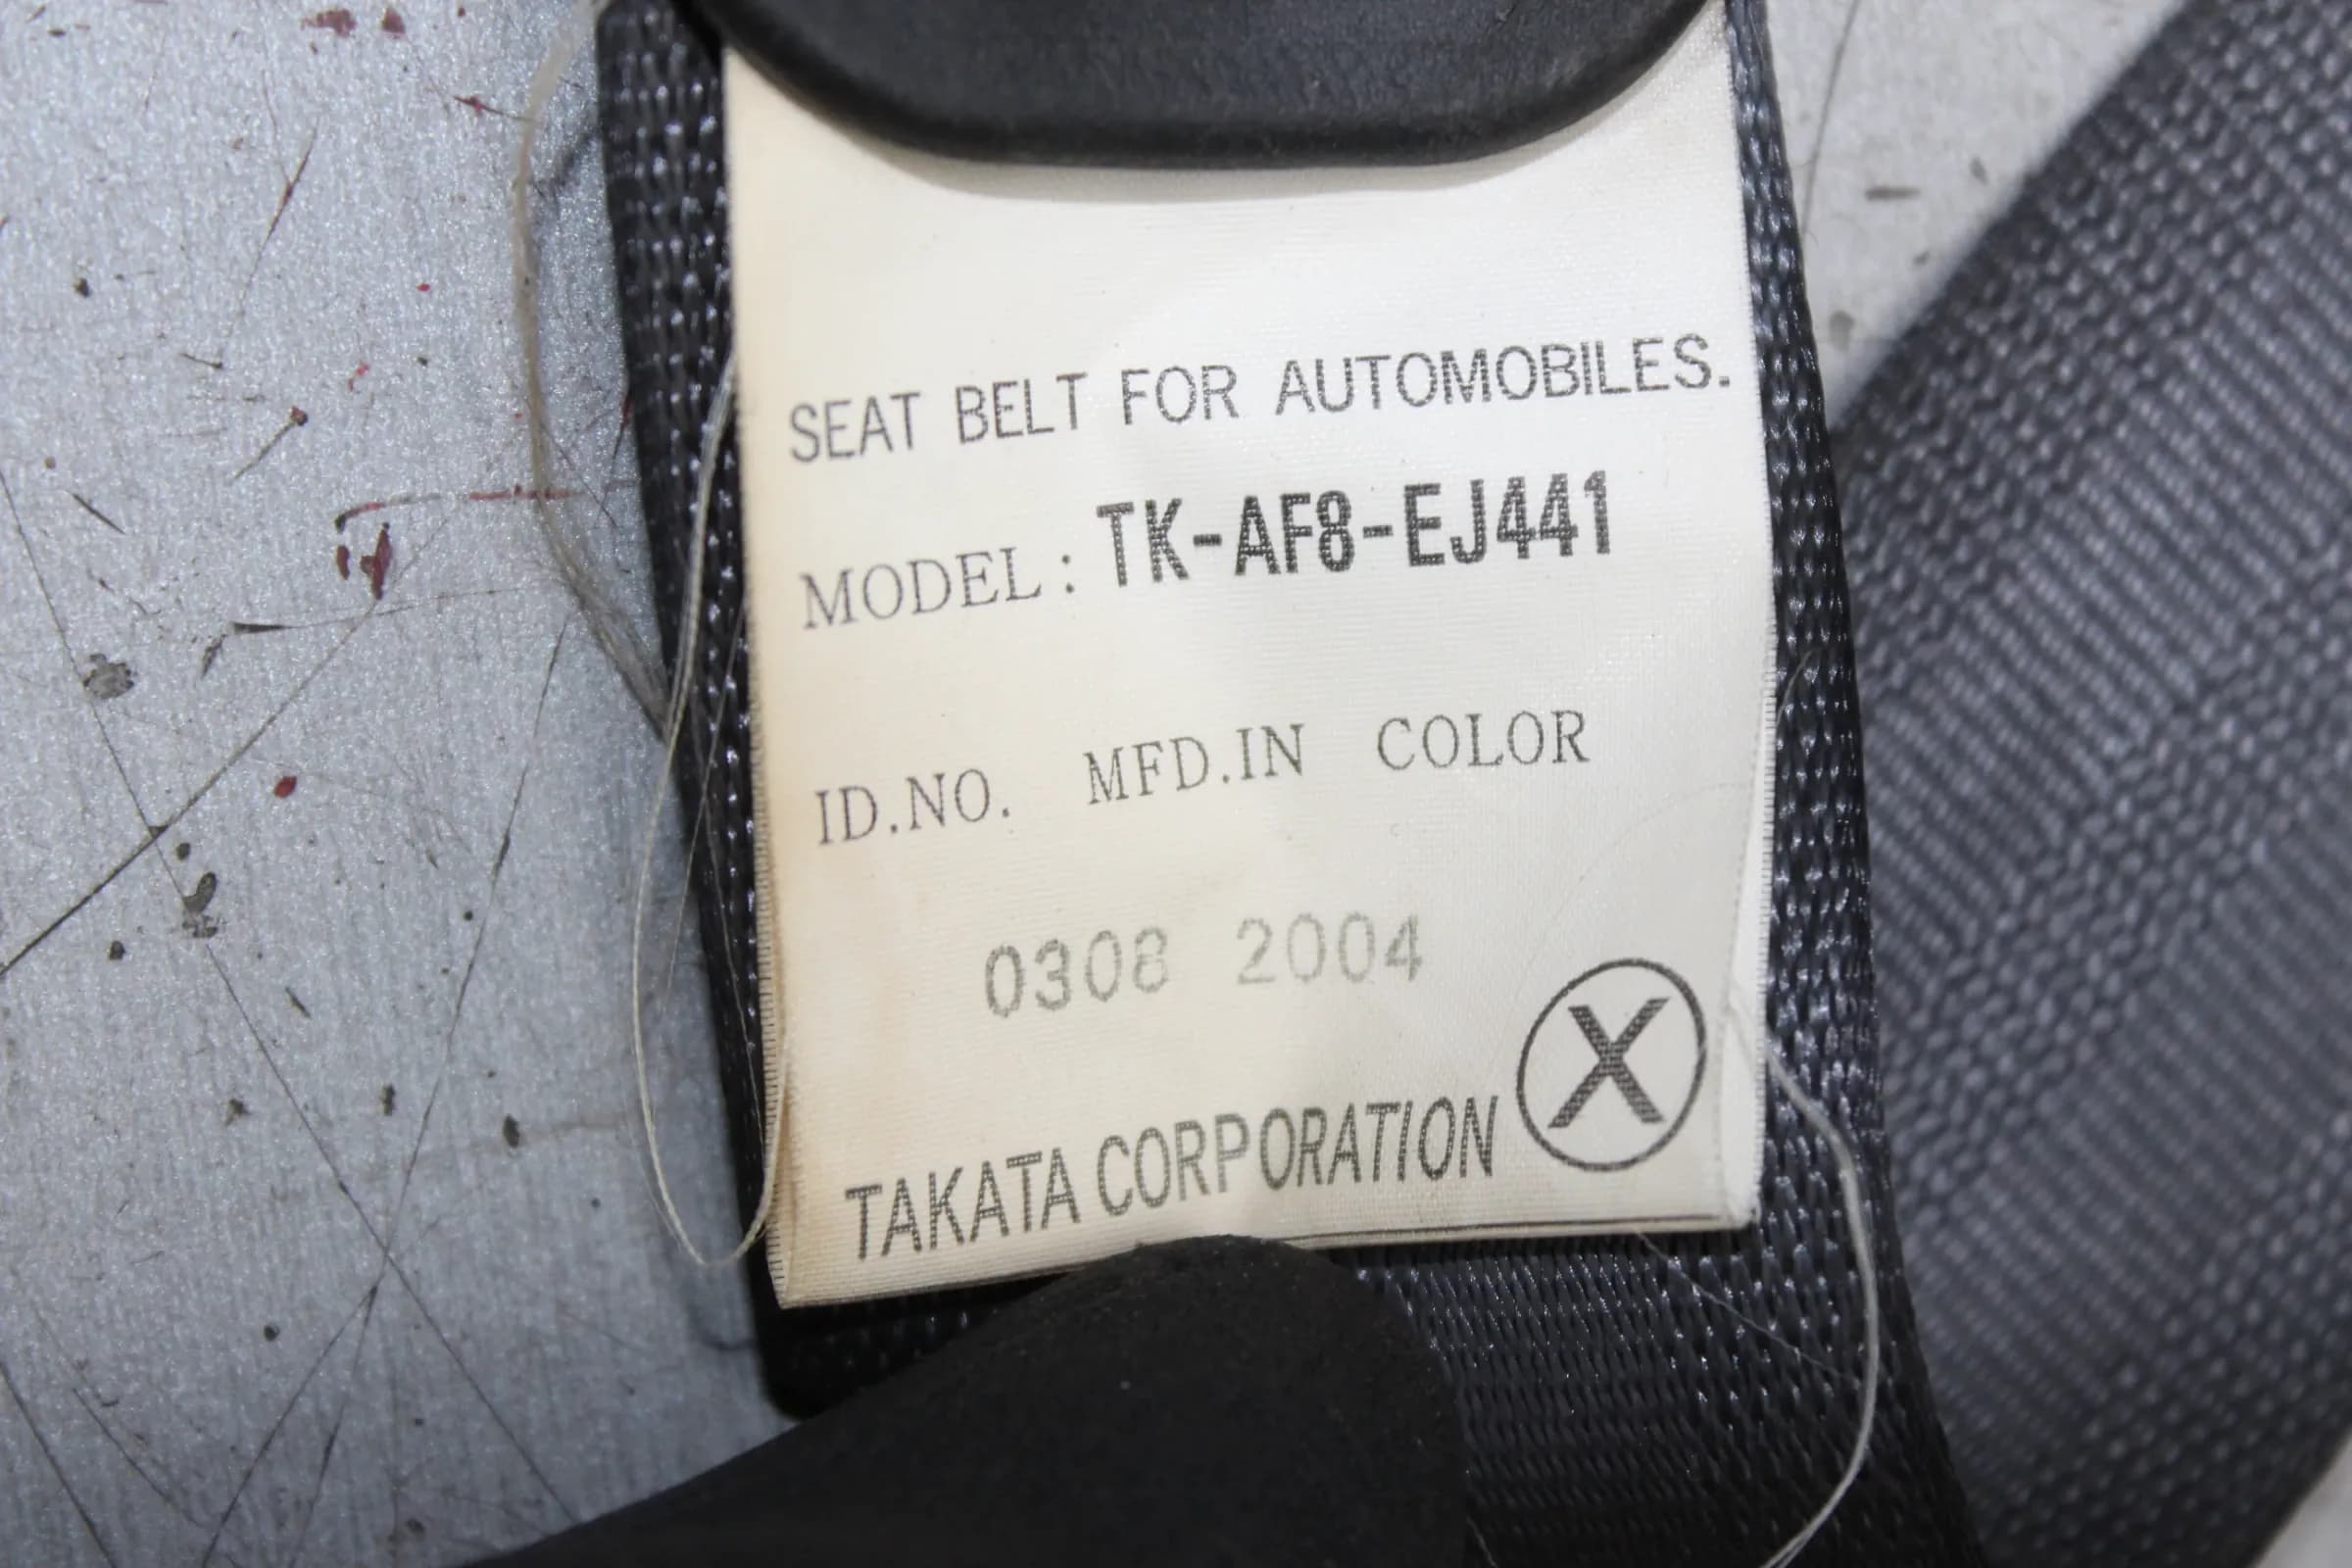 SEAT BELT FOR AUTOMOBILES.
MODEL: TK-AF8-EJ441
ID.NO. MFD.IN COLOR
0308 2004
TAKATA CORPORATION X